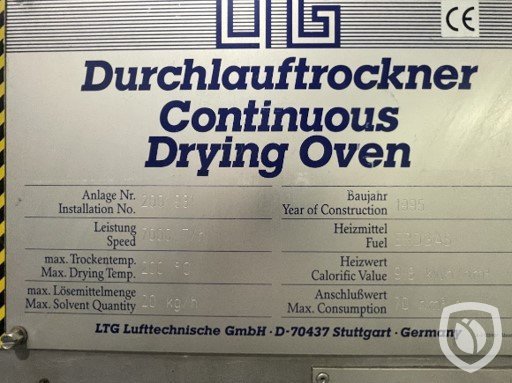 LTG
CE
Durchlauftrockner
Continuous
Drying Oven
Anlage Nr.
Installation No.
Baujahr
Year of Construction 1995
Leistung
Speed
Heizmittel
Fuel
max. Trockentemp.
Max. Drying Temp.
Heizwert
Calorific Value
max. Lösemittelmenge
Max. Solvent Quantity 20 kg/h
Anschlußwert
Max. Consumption
LTG Lufttechnische GmbH · D-70437 Stuttgart · Germany